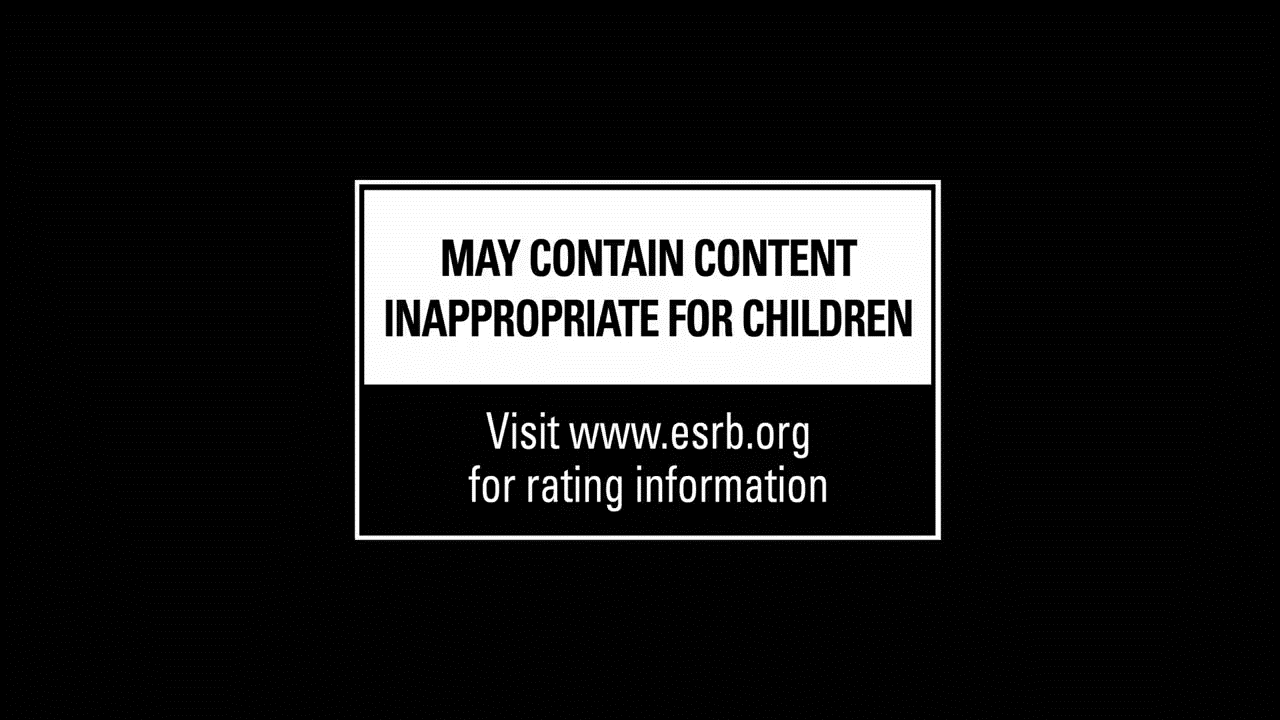 MAY CONTAIN CONTENT
INAPPROPRIATE FOR CHILDREN
Visit www.esrb.org
for rating information